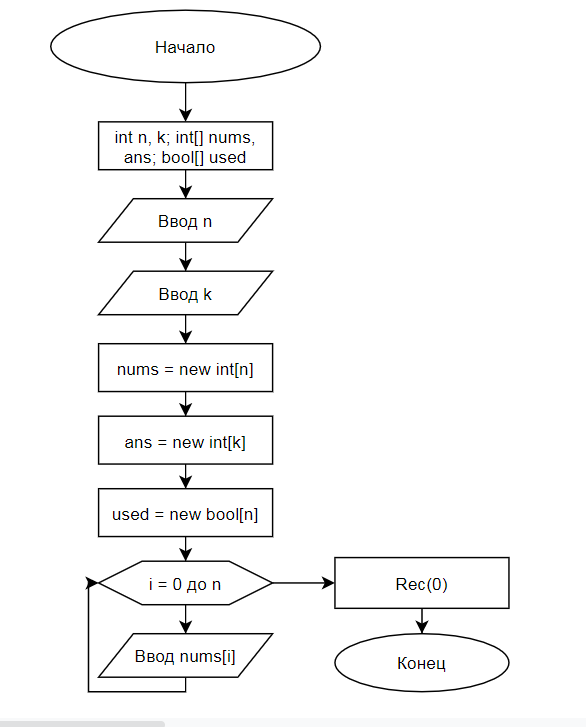 Начало
int n, k; int[] nums,
ans; bool[] used
Ввод n
Ввод k
nums = new int[n]
ans = new int[k]
used = new bool[n]
i = 0 до n
Rec(0)
Ввод nums[i]
Конец